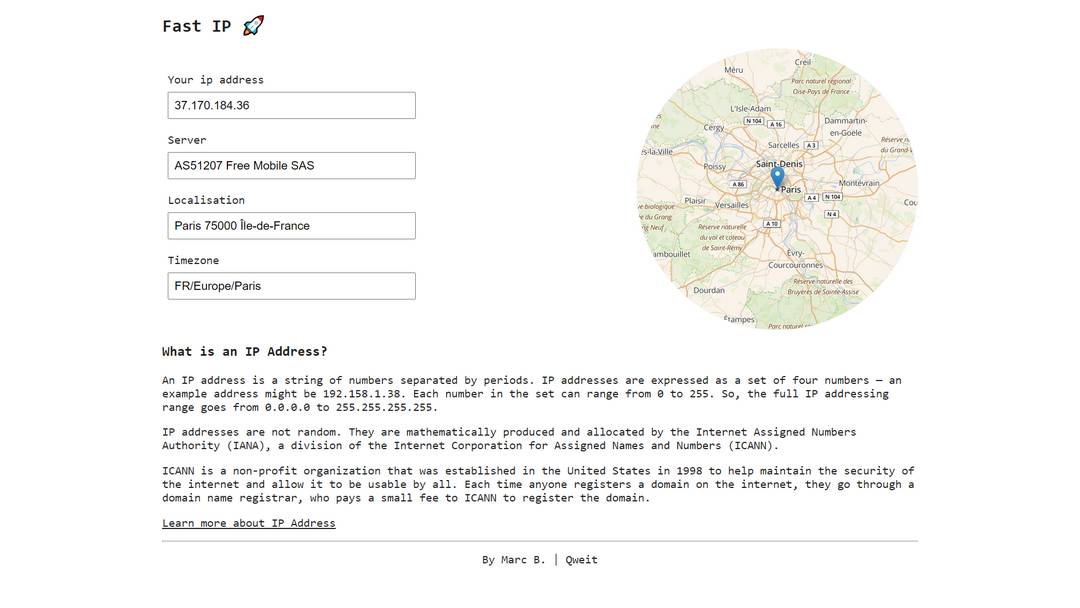 Fast IP 🚀
Your ip address
37.170.184.36
Server
AS51207 Free Mobile SAS
Localisation
Paris 75000 Île-de-France
Timezone
FR/Europe/Paris
Creil
Méru
Parc naturel régional
Oise-Pays de France
L'Isle-Adam
N 104
A 16
Dammartin-
en-Goële
Cergy
Sarcelles
A 3
Réserve n
du Grand-V
Poissy
Saint-Denis
A 86
Paris
Montévrain
Plaisir
Versailles
A 4
N 104
N 4
A 10
Réserve naturelle
du val et coteau
de Saint-Rémy
Évry-
Courcouronnes
Réserve naturelle des
Bruyères de Sainte-Assise
Dourdan
Étampes
What is an IP Address?
An IP address is a string of numbers separated by periods. IP addresses are expressed as a set of four numbers — an
example address might be 192.158.1.38. Each number in the set can range from 0 to 255. So, the full IP addressing
range goes from 0.0.0.0 to 255.255.255.255.
IP addresses are not random. They are mathematically produced and allocated by the Internet Assigned Numbers
Authority (IANA), a division of the Internet Corporation for Assigned Names and Numbers (ICANN).
ICANN is a non-profit organization that was established in the United States in 1998 to help maintain the security of
the internet and allow it to be usable by all. Each time anyone registers a domain on the internet, they go through a
domain name registrar, who pays a small fee to ICANN to register the domain.
Learn more about IP Address
By Marc B. | Qweit